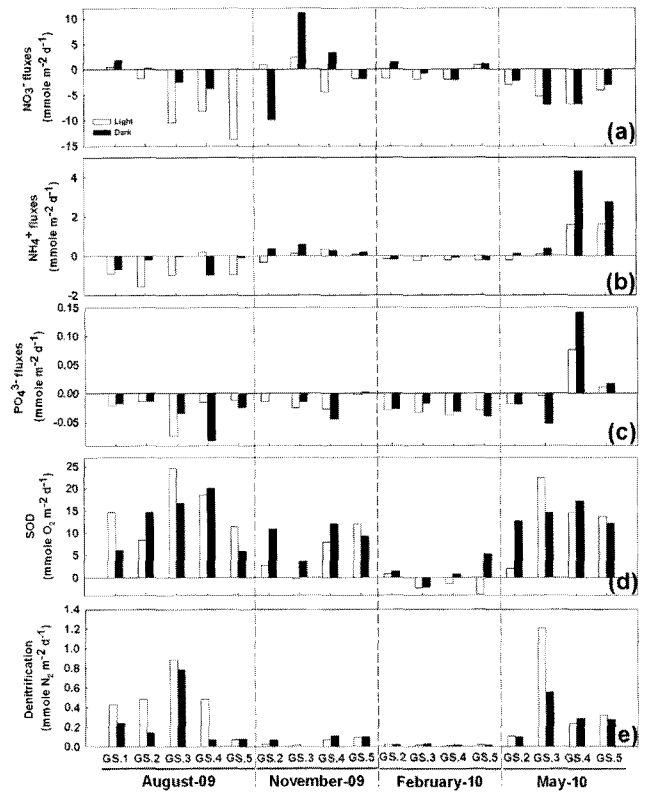 10
5
0
-5
-10
-15
NO3⁻ fluxes
(mmole m⁻² d⁻¹)
Light
Dark
(a)
4
2
0
-2
NH4⁺ fluxes
(mmole m⁻² d⁻¹)
(b)
0.15
0.10
0.05
0.00
-0.05
PO4³⁻ fluxes
(mmole m⁻² d⁻¹)
(c)
25
20
15
10
5
0
SOD
(mmole O2 m⁻² d⁻¹)
(d)
1.4
1.2
1.0
0.8
0.6
0.4
0.2
0.0
Denitrification
(mmole N2 m⁻² d⁻¹)
(e)
GS.1 GS.2 GS.3 GS.4 GS.5 GS.2 GS.3 GS.4 GS.5 GS.2 GS.3 GS.4 GS.5 GS.2 GS.3 GS.4 GS.5
August-09 November-09 February-10 May-10